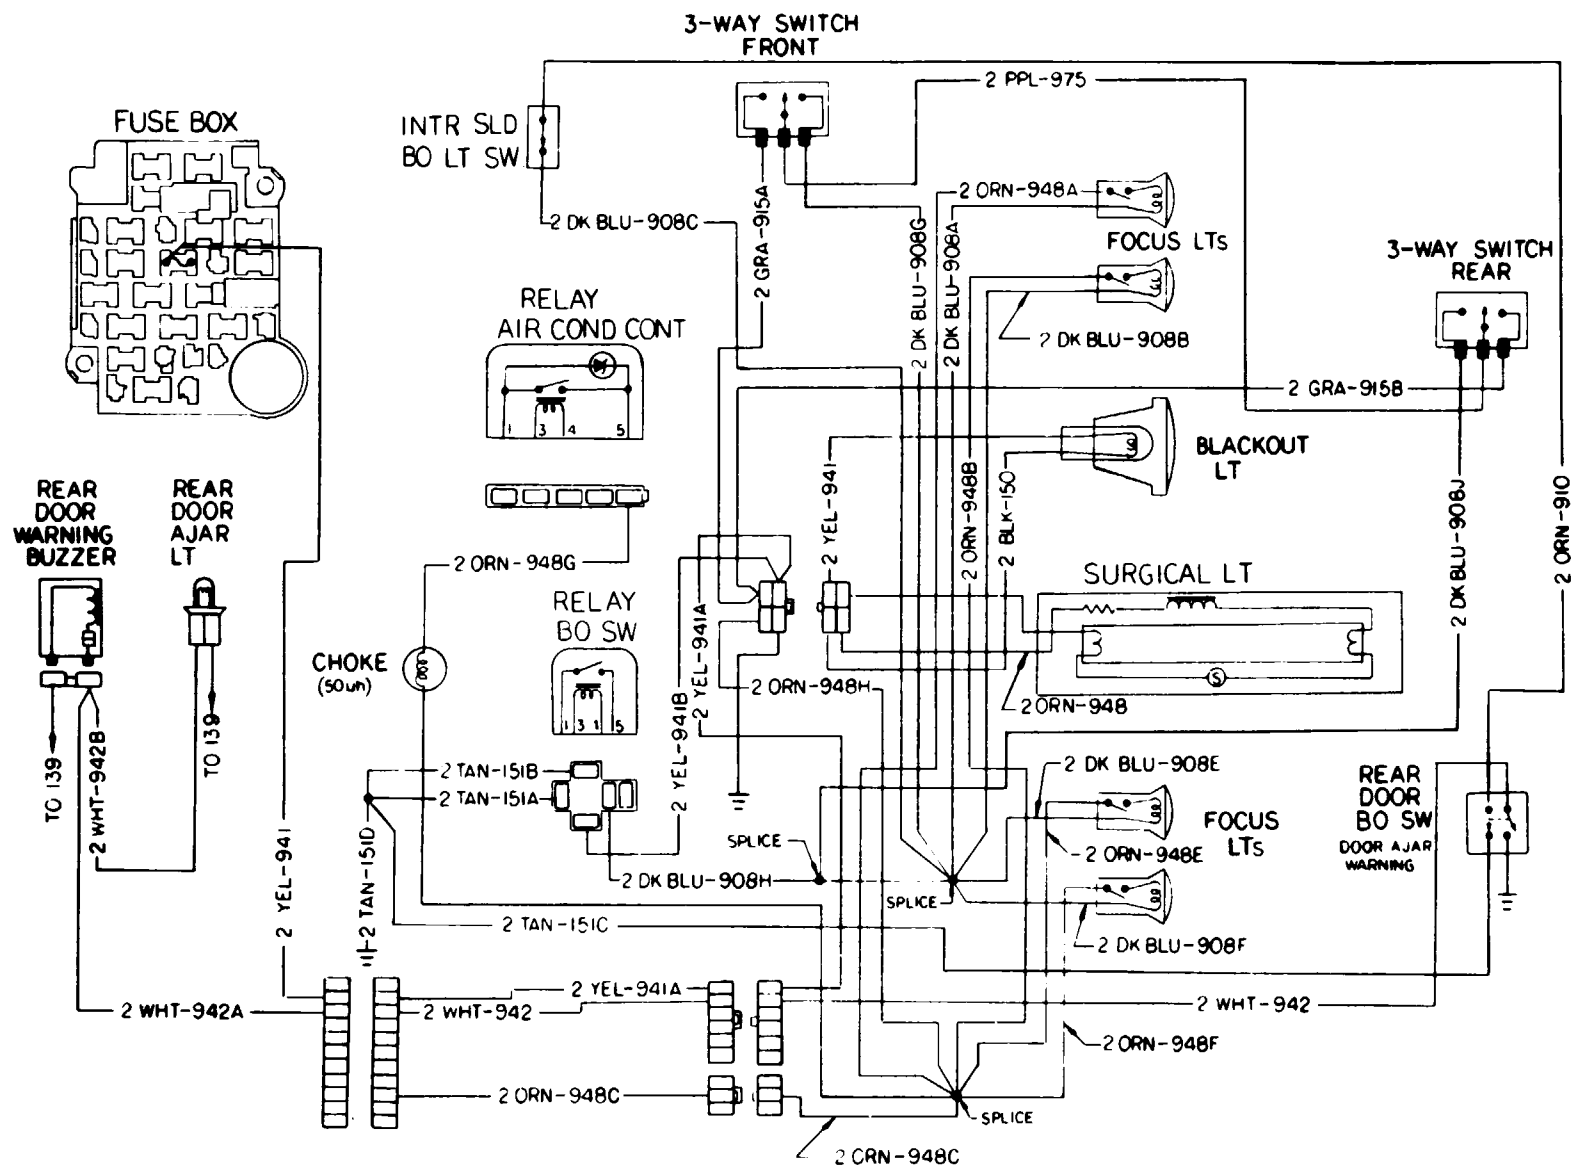 3-WAY SWITCH
FRONT
2 PPL-975
FUSE BOX
INTR SLD
BO LT SW
2 DK BLU-908C
2 GRA-915A
2 ORN-948A
FOCUS LTs
2 DK BLU-908G
2 DK BLU-908A
2 DK BLU-908B
3-WAY SWITCH
REAR
RELAY
AIR COND CONT
1 3 4 5
2 GRA-915B
BLACKOUT
LT
REAR
DOOR
WARNING
BUZZER
REAR
DOOR
AJAR
LT
2 ORN-948G
2 YEL-941
2 ORN-948B
2 BLK-150
2 DK BLU-908J
2 ORN-910
SURGICAL LT
RELAY
BO SW
1 3 1 5
CHOKE
(50uh)
2 YEL-941A
2 YEL-941B
2 ORN-948H
2 ORN-948
S
TO 139
2 WHT-942B
TO 139
2 TAN-151B
2 TAN-151A
2 DK BLU-908E
REAR
DOOR
BO SW
DOOR AJAR
WARNING
FOCUS
LTs
2 ORN-948E
SPLICE
2 DK BLU-908H
SPLICE
2 YEL-941
2 TAN-151D
2 TAN-151C
2 DK BLU-908F
2 WHT-942A
2 YEL-941A
2 WHT-942
2 WHT-942
2 ORN-948F
2 ORN-948C
SPLICE
2 CRN-948C